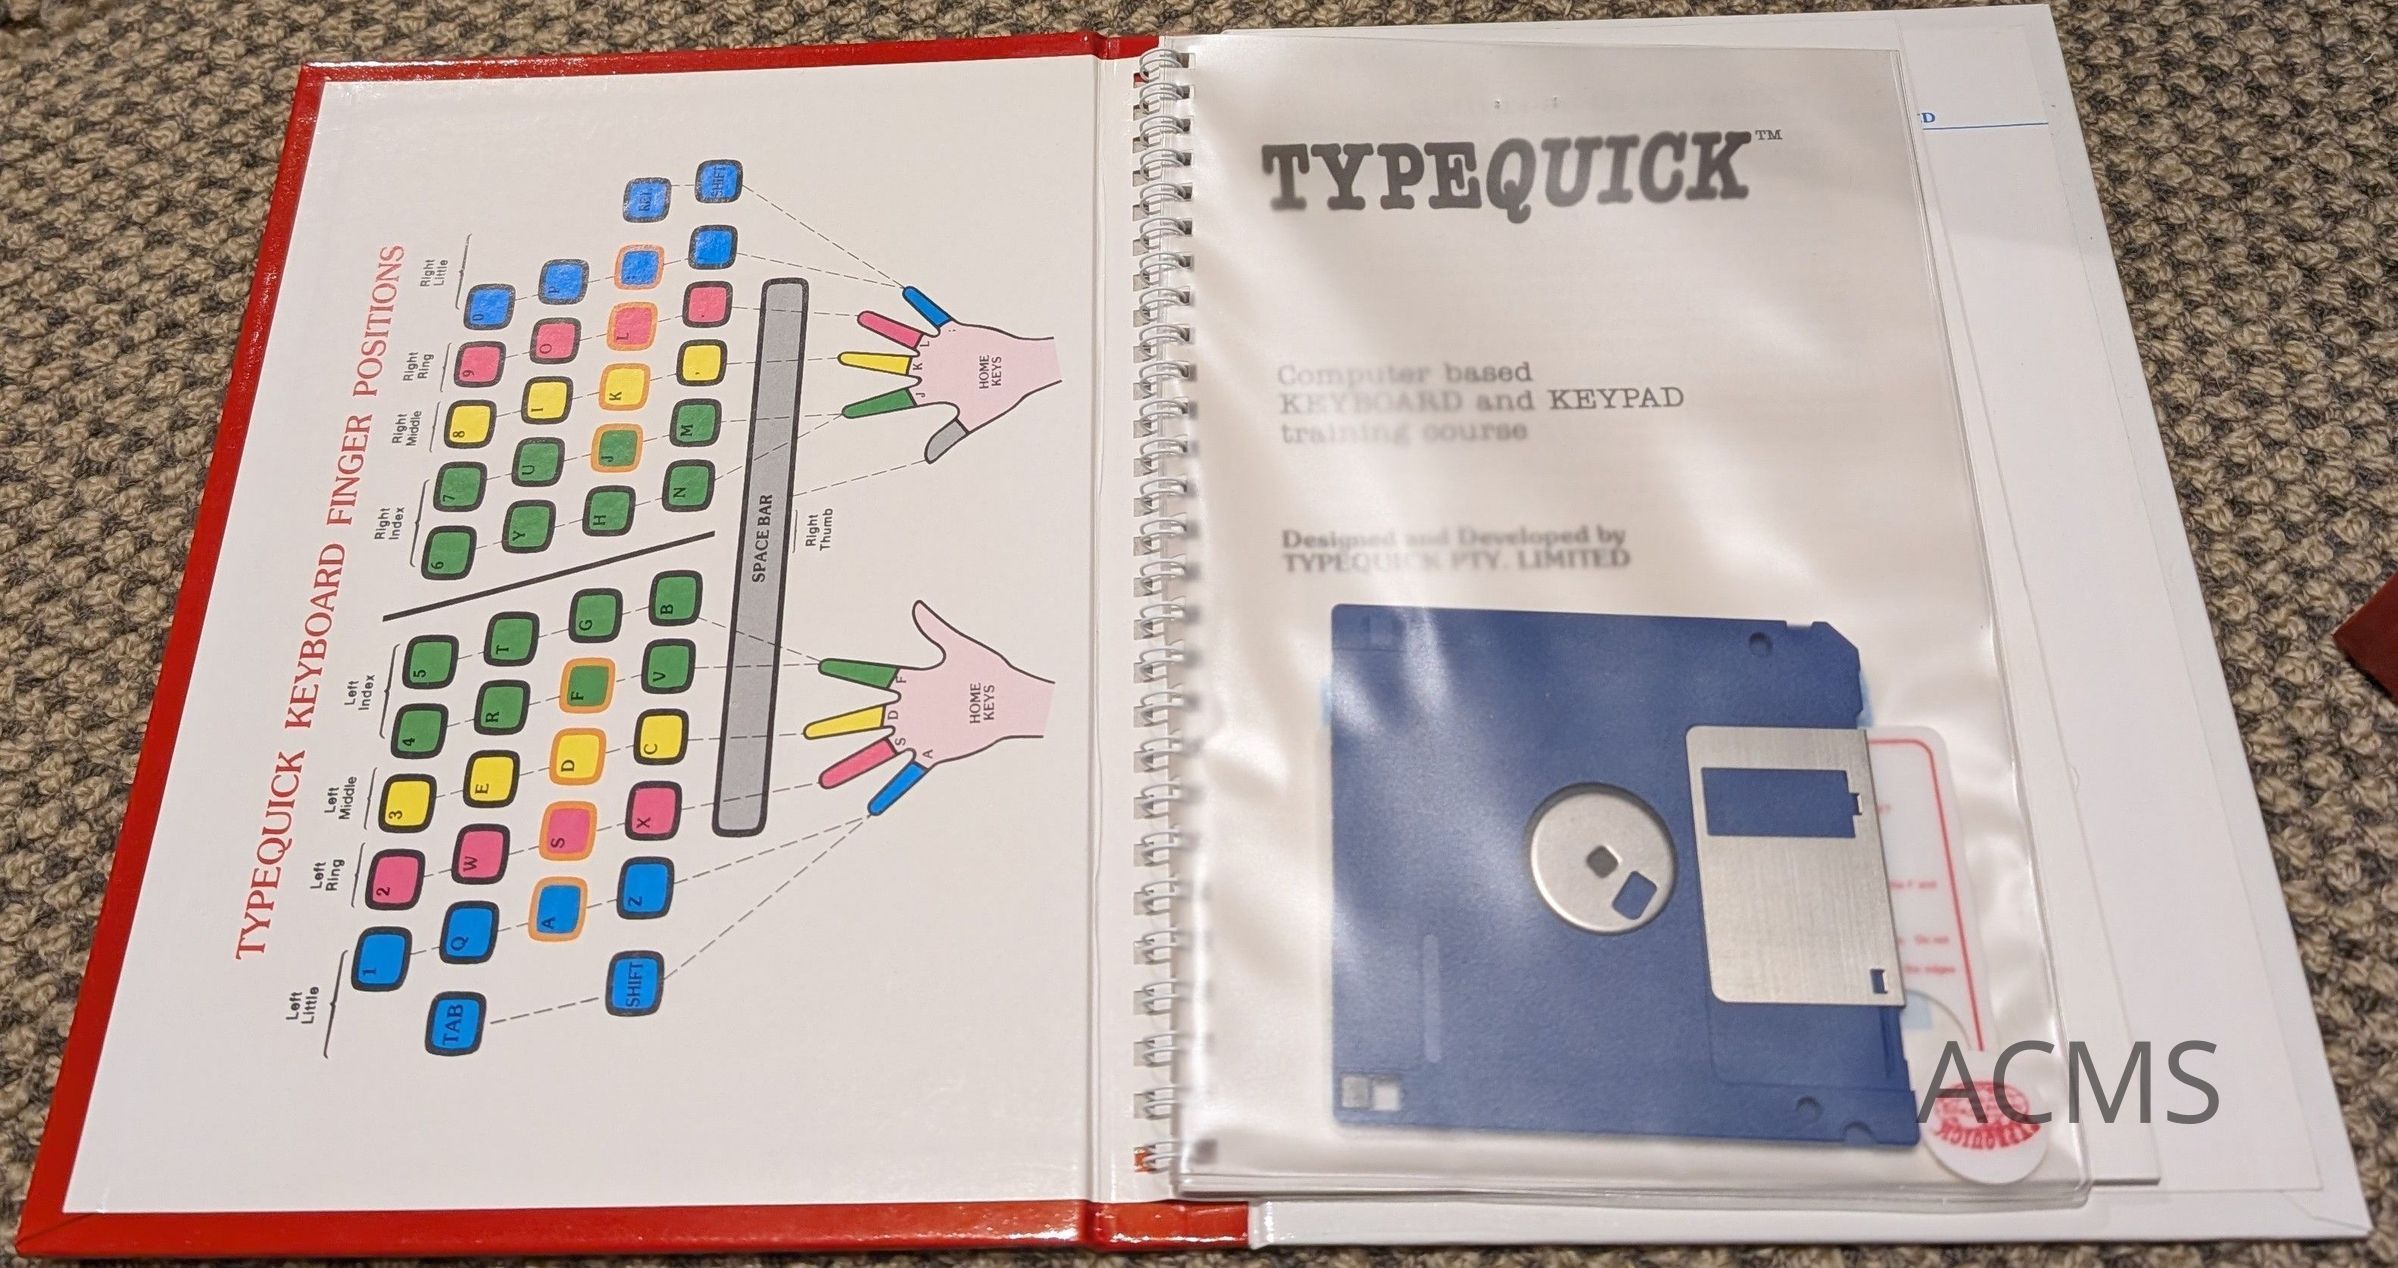 TYPEQUICK KEYBOARD FINGER POSITIONS
Left Little
Left Ring
Left Middle
Left Index
Right Index
Right Middle
Right Ring
Right Little
1 2 3 4 5 6 7 8 9 0
TAB Q W E R T Y U I O P
A S D F G H J K L ;
SHIFT Z X C V B N M , . SHIFT
SPACE BAR
Right Thumb
A S D F
HOME KEYS
J K L ;
HOME KEYS
TYPEQUICK™
Computer based
KEYBOARD and KEYPAD
training course
Designed and Developed by
TYPEQUICK PTY. LIMITED
D
TYPEQUICK
ACMS